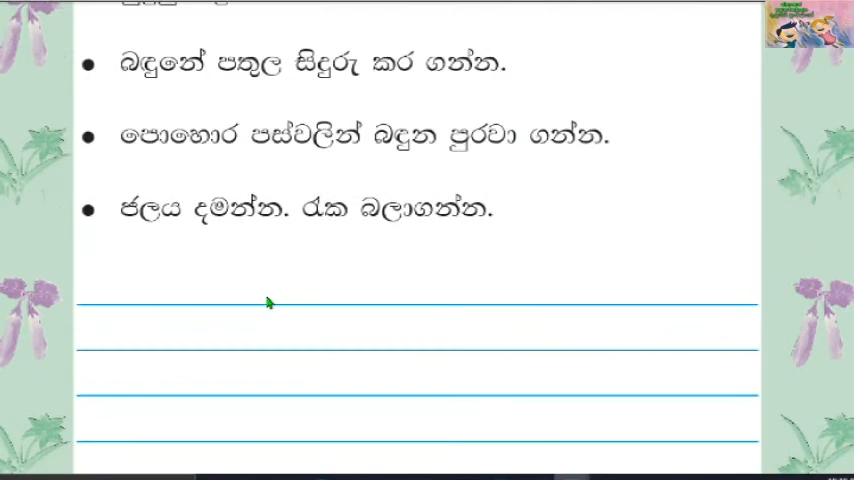 • බඳුනේ පතුල සිදුරු කර ගන්න.
• පොහොර පස්වලින් බඳුන පුරවා ගන්න.
• ජලය දමන්න. රැක බලාගන්න.